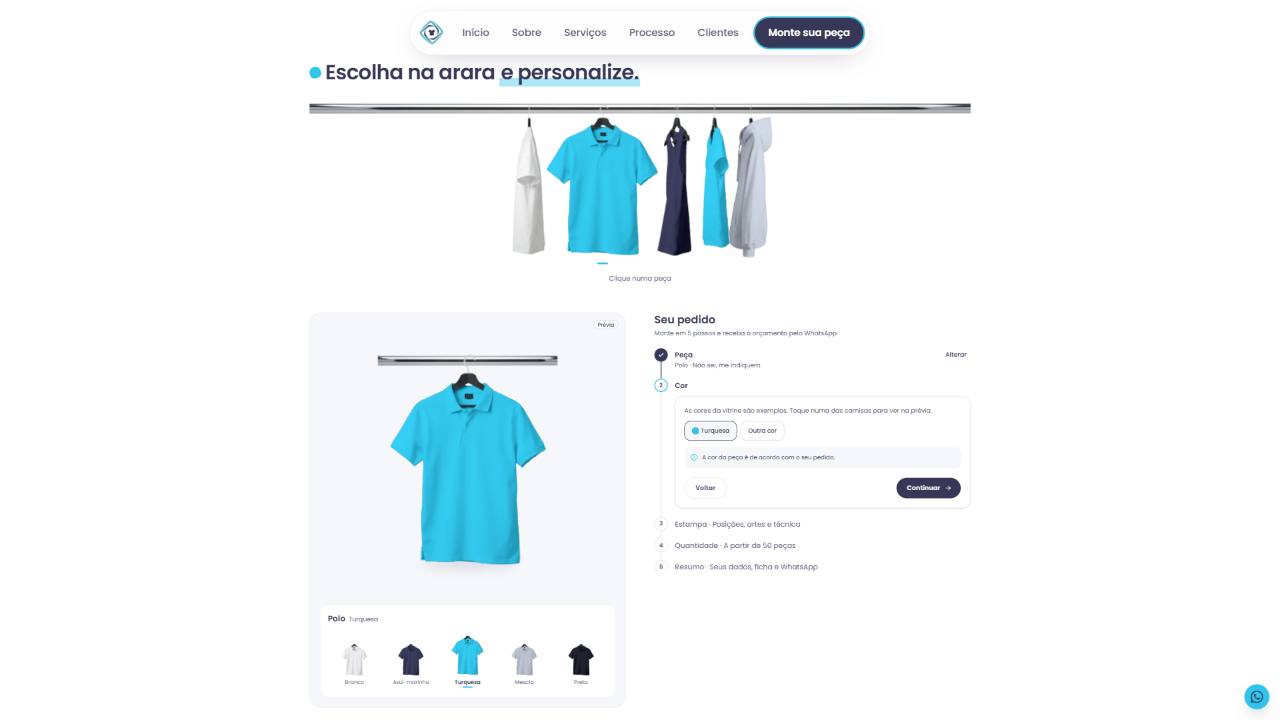 Início Sobre Serviços Processo Clientes Monte sua peça
Escolha na arara e personalize.
Clique numa peça
Prévia
Polo Turquesa
Branco Azul-marinho Turquesa Mescla Preto
Seu pedido
Monte em 5 passos e receba o orçamento pelo WhatsApp.
Peça Alterar
Polo · Não sei, me indiquem
2 Cor
As cores da vitrine são exemplos. Toque numa das camisas para ver na prévia.
Turquesa Outra cor
A cor da peça é de acordo com o seu pedido.
Voltar Continuar →
3 Estampa · Posições, artes e técnica
4 Quantidade · A partir de 50 peças
5 Resumo · Seus dados, ficha e WhatsApp